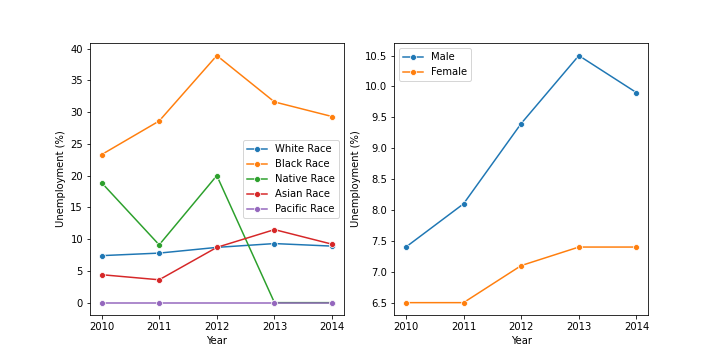 40
35
30
25
20
15
10
5
0
Unemployment (%)
White Race
Black Race
Native Race
Asian Race
Pacific Race
2010 2011 2012 2013 2014
Year
10.5
10.0
9.5
9.0
8.5
8.0
7.5
7.0
6.5
Unemployment (%)
Male
Female
2010 2011 2012 2013 2014
Year